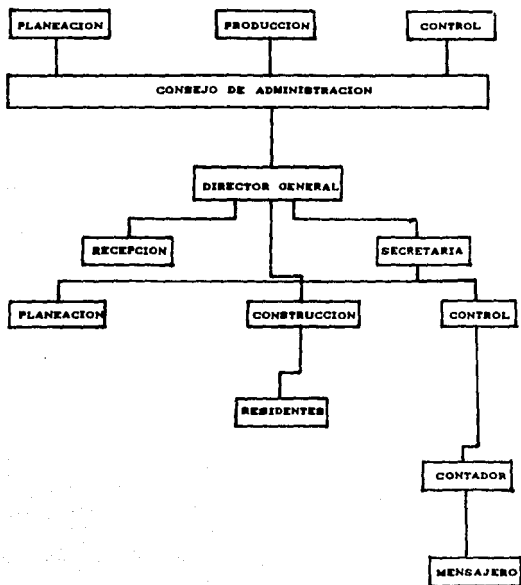 PLANEACION
PRODUCCION
CONTROL
CONSEJO DE ADMINISTRACION
DIRECTOR GENERAL
RECEPCION
SECRETARIA
PLANEACION
CONSTRUCCION
CONTROL
RESIDENTES
CONTADOR
MENSAJERO